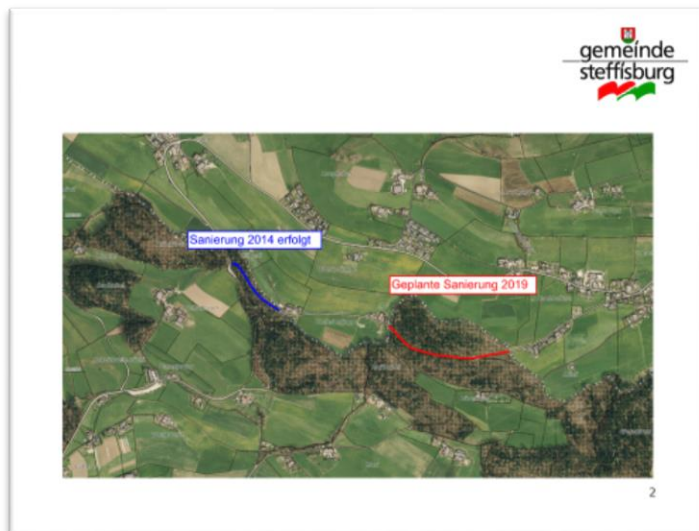 gemeinde
steffisburg
Sanierung 2014 erfolgt
Geplante Sanierung 2019
2